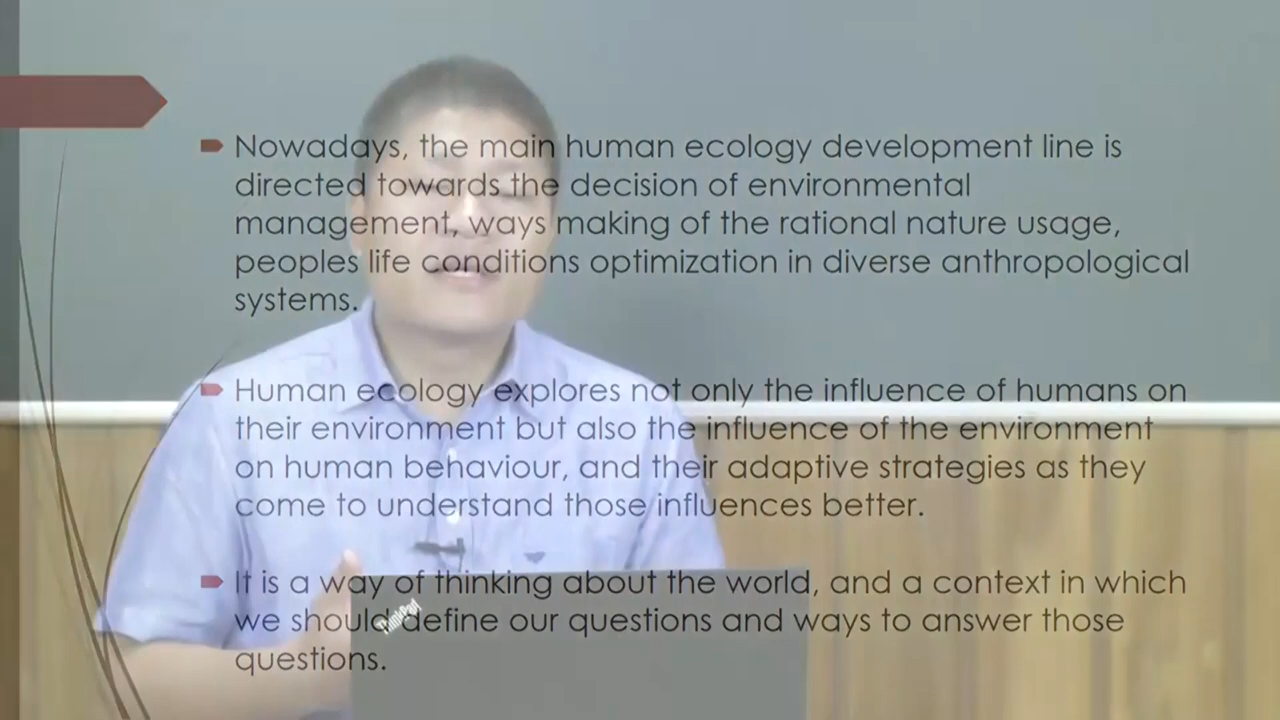 Nowadays, the main human ecology development line is
directed towards the decision of environmental
management, ways making of the rational nature usage,
peoples life conditions optimization in diverse anthropological
systems.
Human ecology explores not only the influence of humans on
their environment but also the influence of the environment
on human behaviour, and their adaptive strategies as they
come to understand those influences better.
It is a way of thinking about the world, and a context in which
we should define our questions and ways to answer those
questions.
ThinkPad